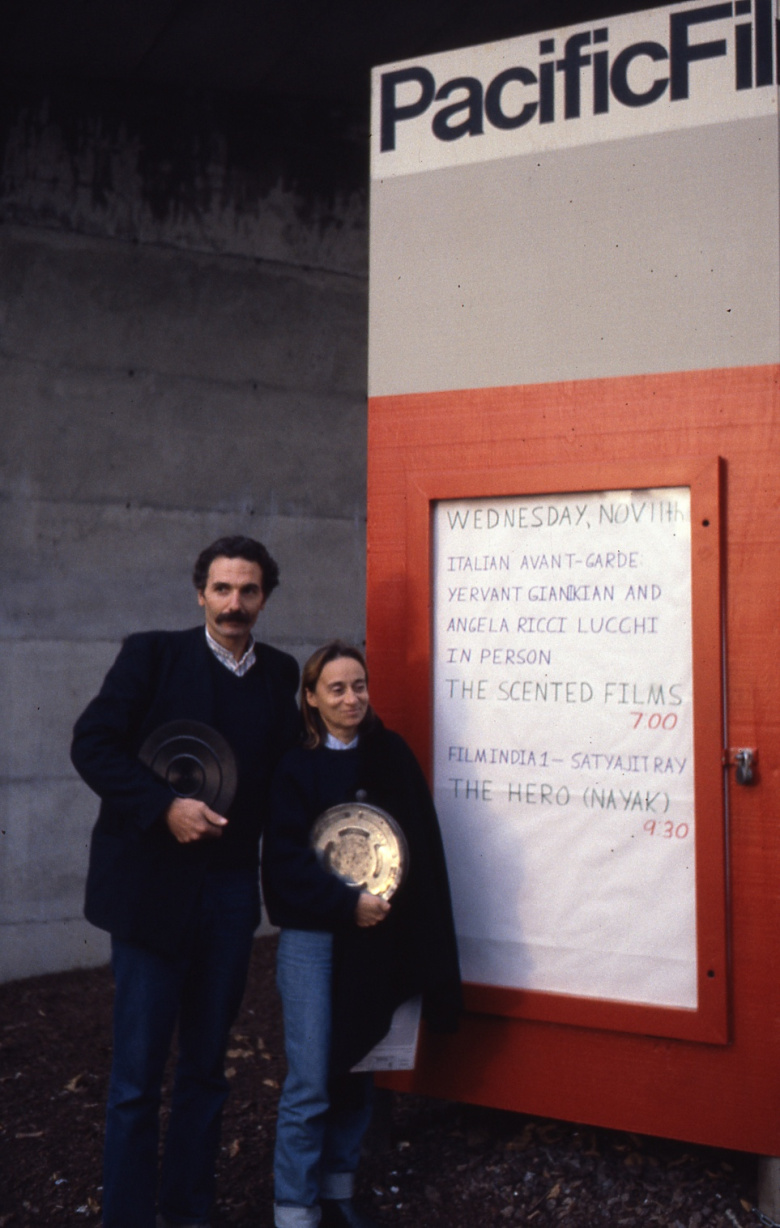 PacificFil
WEDNESDAY, NOV 11th
ITALIAN AVANT-GARDE:
YERVANT GIANIKIAN AND
ANGELA RICCI LUCCHI
IN PERSON
THE SCENTED FILMS
7:00
FILMINDIA 1 - SATYAJIT RAY
THE HERO (NAYAK)
9:30